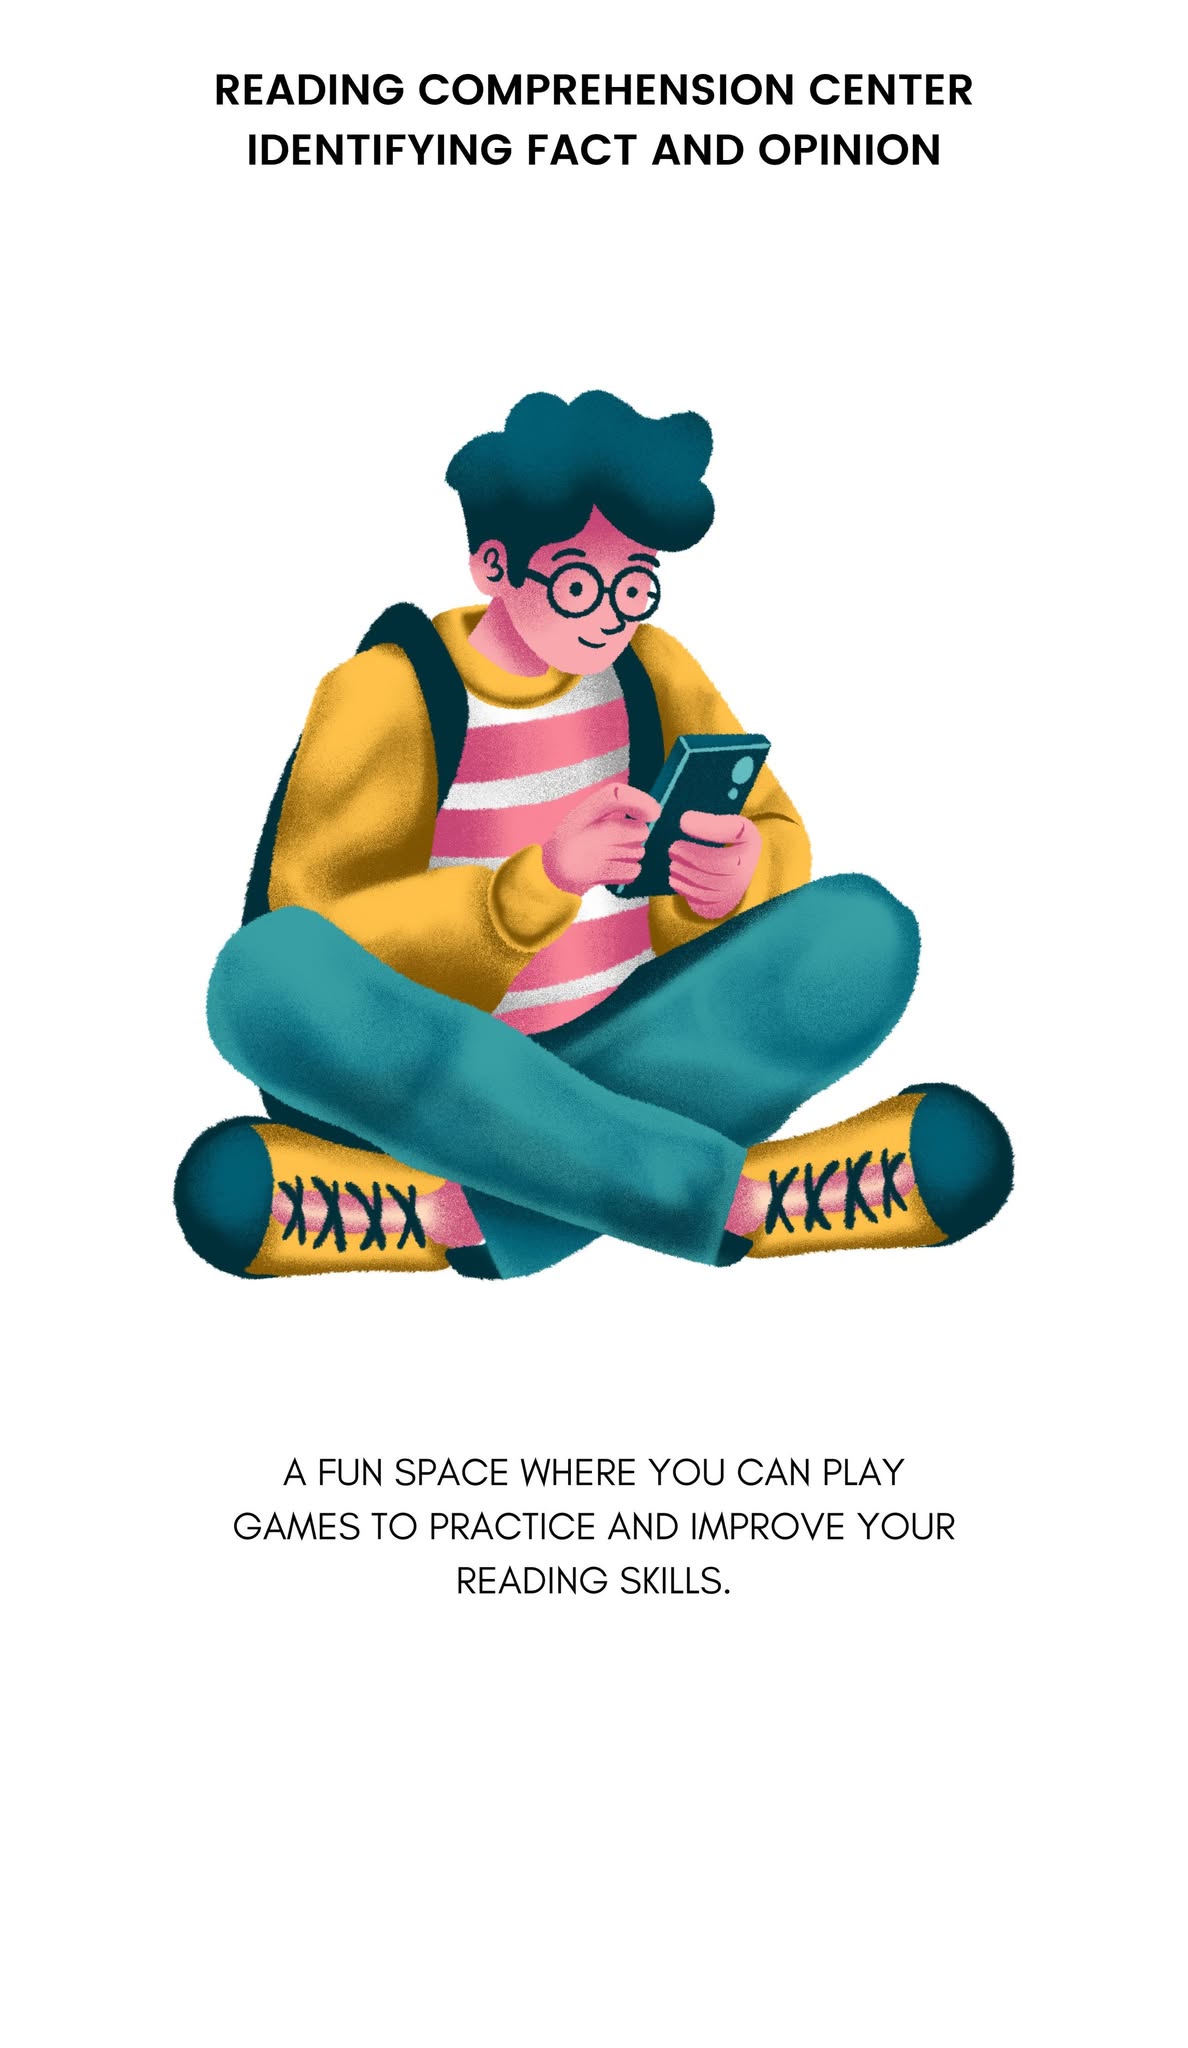 READING COMPREHENSION CENTER
IDENTIFYING FACT AND OPINION
A FUN SPACE WHERE YOU CAN PLAY
GAMES TO PRACTICE AND IMPROVE YOUR
READING SKILLS.